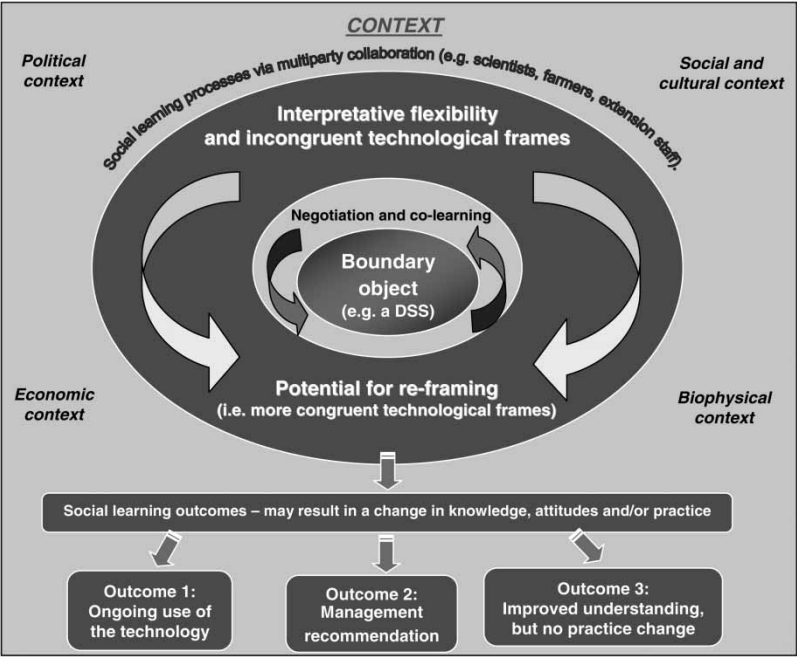 CONTEXT
Political
context
Social and
cultural context
Social learning processes via multiparty collaboration (e.g. scientists, farmers, extension staff).
Interpretative flexibility
and incongruent technological frames
Negotiation and co-learning
Boundary
object
(e.g. a DSS)
Potential for re-framing
(i.e. more congruent technological frames)
Economic
context
Biophysical
context
Social learning outcomes – may result in a change in knowledge, attitudes and/or practice
Outcome 1:
Ongoing use of
the technology
Outcome 2:
Management
recommendation
Outcome 3:
Improved understanding,
but no practice change